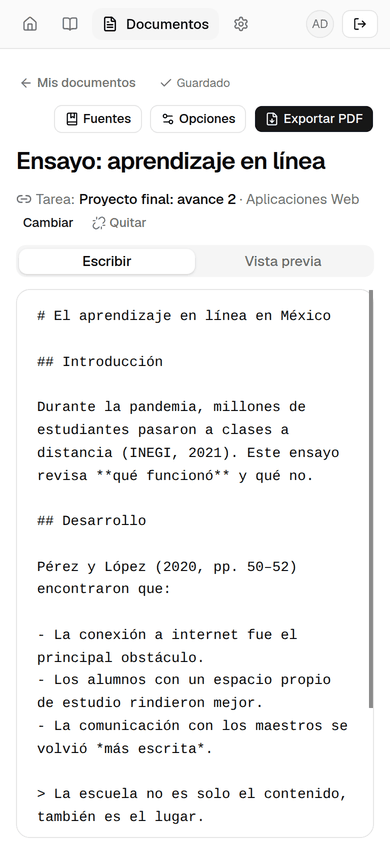 Documentos
AD
Mis documentos
Guardado
Fuentes
Opciones
Exportar PDF
Ensayo: aprendizaje en línea
Tarea: Proyecto final: avance 2 · Aplicaciones Web
Cambiar
Quitar
Escribir
Vista previa
# El aprendizaje en línea en México
## Introducción
Durante la pandemia, millones de
estudiantes pasaron a clases a
distancia (INEGI, 2021). Este ensayo
revisa **qué funcionó** y qué no.
## Desarrollo
Pérez y López (2020, pp. 50–52)
encontraron que:
- La conexión a internet fue el
principal obstáculo.
- Los alumnos con un espacio propio
de estudio rindieron mejor.
- La comunicación con los maestros se
volvió *más escrita*.
> La escuela no es solo el contenido,
también es el lugar.